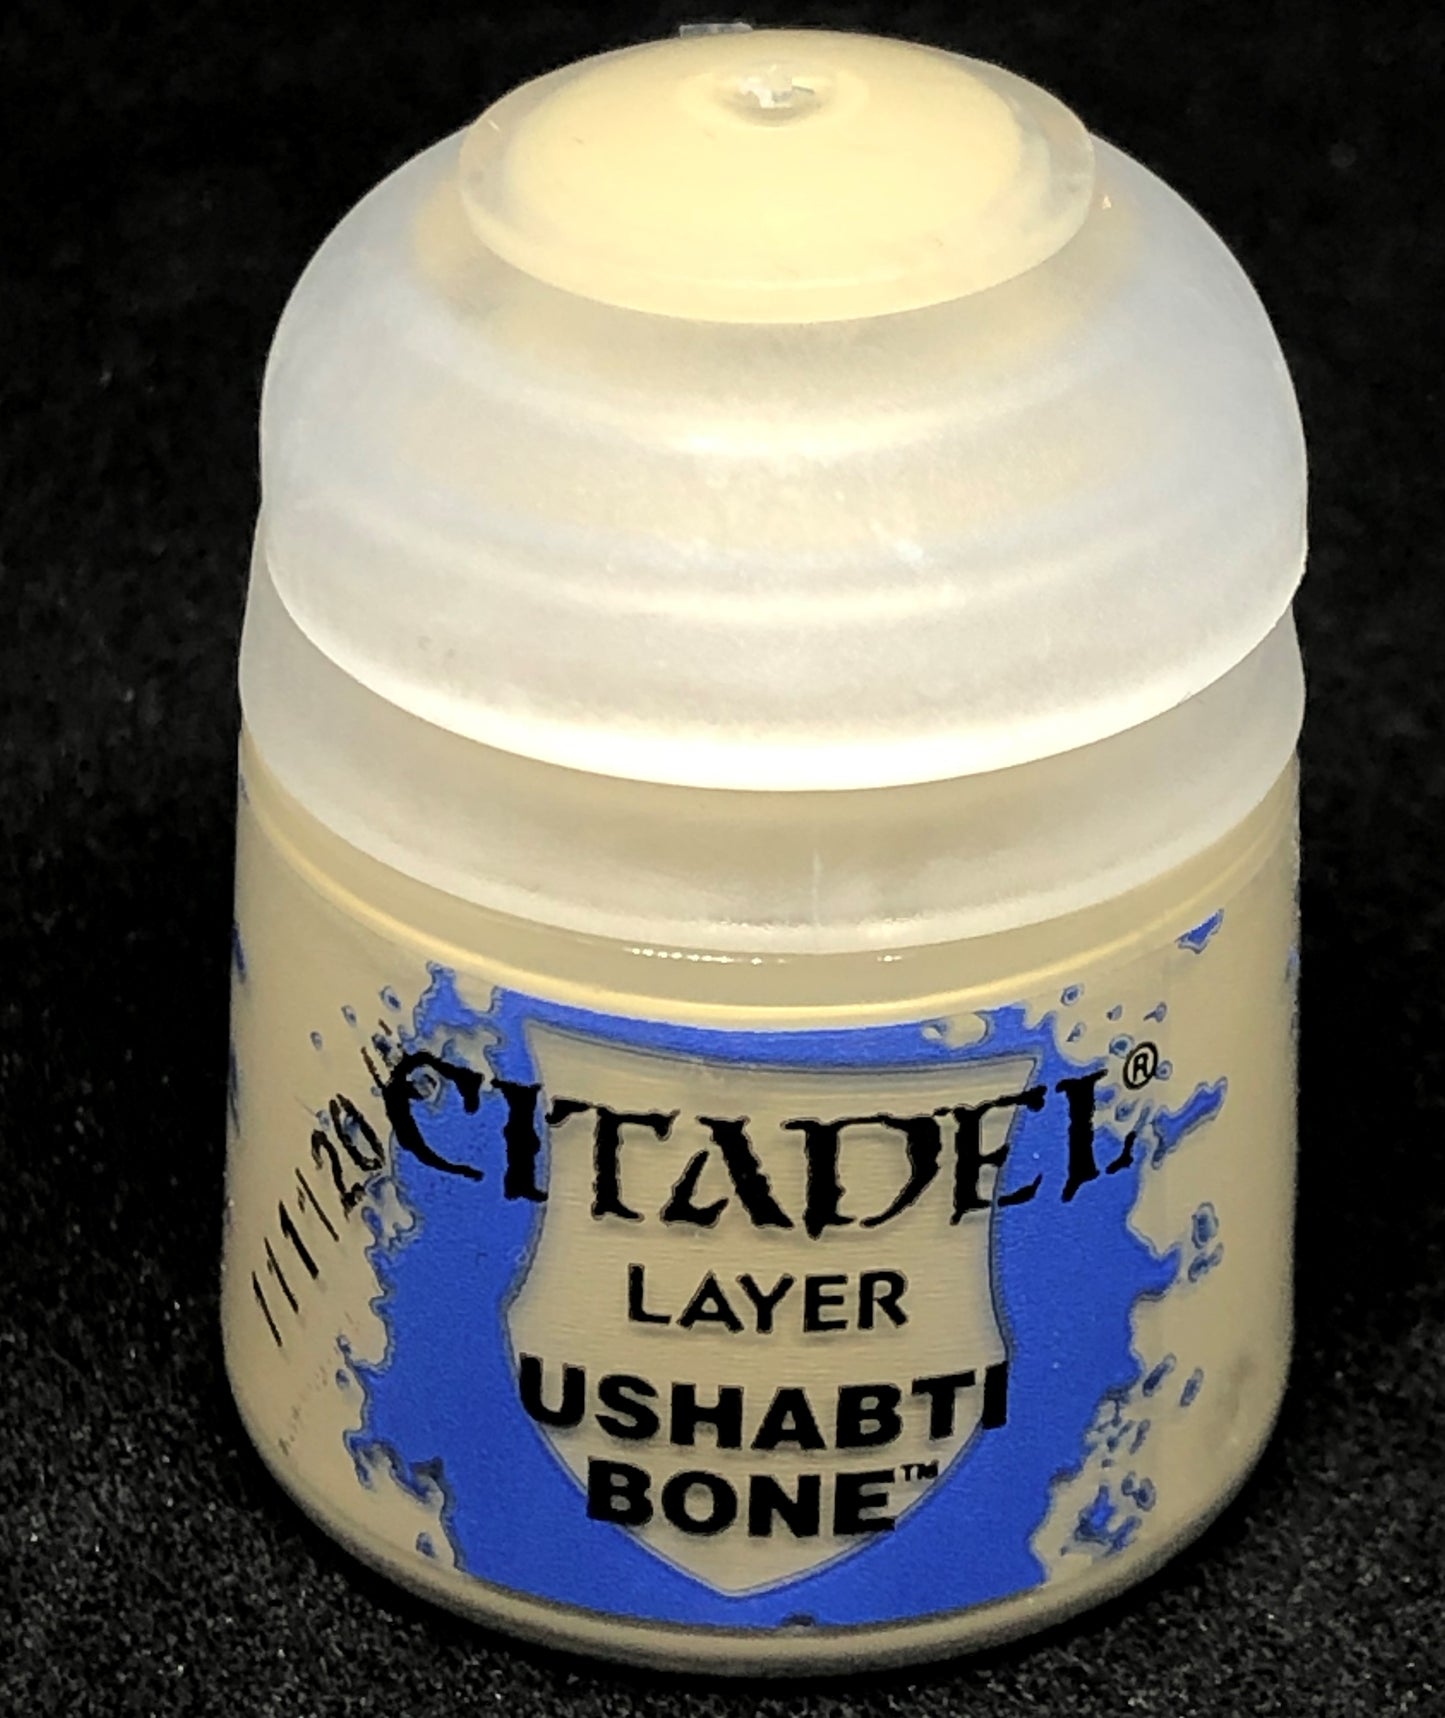 CITADEL®
LAYER
USHABTI
BONE™